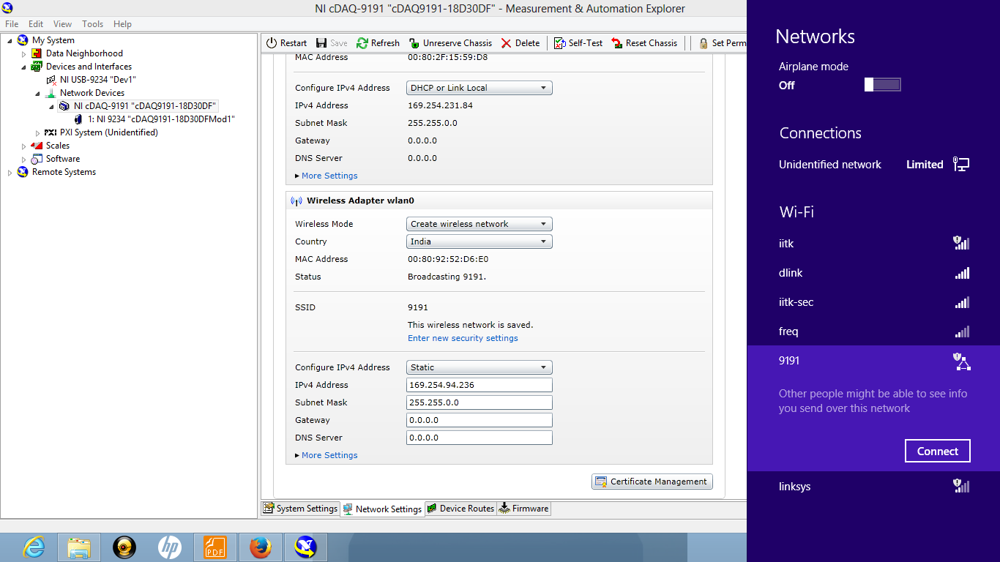 NI cDAQ-9191 "cDAQ9191-18D30DF" - Measurement & Automation Explorer
File Edit View Tools Help
My System
Data Neighborhood
Devices and Interfaces
NI USB-9234 "Dev1"
Network Devices
NI cDAQ-9191 "cDAQ9191-18D30DF"
1: NI 9234 "cDAQ9191-18D30DFMod1"
PXI System (Unidentified)
Scales
Software
Remote Systems
Restart Save Refresh Unreserve Chassis Delete Self-Test Reset Chassis Set Perm
MAC Address 00:80:2F:15:59:D8
Configure IPv4 Address DHCP or Link Local
IPv4 Address 169.254.231.84
Subnet Mask 255.255.0.0
Gateway 0.0.0.0
DNS Server 0.0.0.0
More Settings
Wireless Adapter wlan0
Wireless Mode Create wireless network
Country India
MAC Address 00:80:92:52:D6:E0
Status Broadcasting 9191.
SSID 9191
This wireless network is saved.
Enter new security settings
Configure IPv4 Address Static
IPv4 Address 169.254.94.236
Subnet Mask 255.255.0.0
Gateway 0.0.0.0
DNS Server 0.0.0.0
More Settings
Certificate Management
System Settings Network Settings Device Routes Firmware
hp
PDF
Networks
Airplane mode
Off
Connections
Unidentified network Limited
Wi-Fi
iitk
dlink
iitk-sec
freq
9191
Other people might be able to see info
you send over this network
Connect
linksys